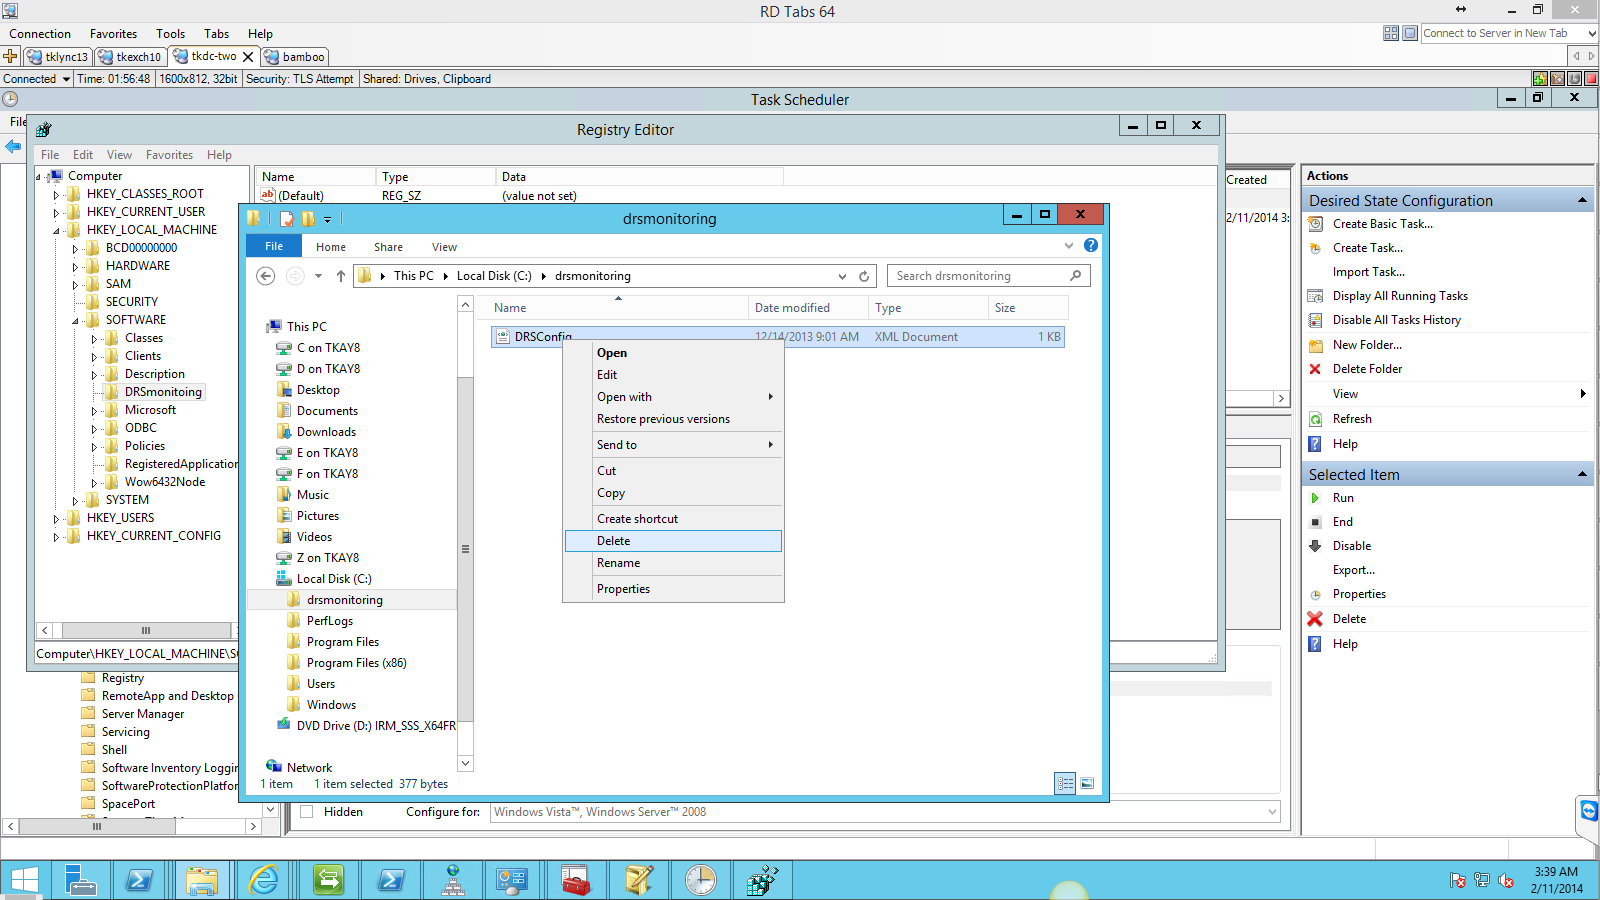 RD Tabs 64
Connection Favorites Tools Tabs Help
Connect to Server in New Tab
tklync13 tkexch10 tkdc-two bamboo
Connected Time: 01:56:48 1600x812, 32bit Security: TLS Attempt Shared: Drives, Clipboard
Task Scheduler
File
Registry Editor
File Edit View Favorites Help
Computer
HKEY_CLASSES_ROOT
HKEY_CURRENT_USER
HKEY_LOCAL_MACHINE
BCD00000000
HARDWARE
SAM
SECURITY
SOFTWARE
Classes
Clients
Description
DRSmonitoing
Microsoft
ODBC
Policies
RegisteredApplication
Wow6432Node
SYSTEM
HKEY_USERS
HKEY_CURRENT_CONFIG
Computer\HKEY_LOCAL_MACHINE\S
Name Type Data
ab (Default) REG_SZ (value not set)
drsmonitoring
File Home Share View
This PC Local Disk (C:) drsmonitoring
Search drsmonitoring
This PC
C on TKAY8
D on TKAY8
Desktop
Documents
Downloads
E on TKAY8
F on TKAY8
Music
Pictures
Videos
Z on TKAY8
Local Disk (C:)
drsmonitoring
PerfLogs
Program Files
Program Files (x86)
Users
Windows
DVD Drive (D:) IRM_SSS_X64FR
Network
1 item 1 item selected 377 bytes
Name Date modified Type Size
DRSConfig 12/14/2013 9:01 AM XML Document 1 KB
Open
Edit
Open with
Restore previous versions
Send to
Cut
Copy
Create shortcut
Delete
Rename
Properties
Registry
RemoteApp and Desktop
Server Manager
Servicing
Shell
Software Inventory Loggin
SoftwareProtectionPlatfor
SpacePort
Hidden Configure for: Windows Vista™, Windows Server™ 2008
Created
2/11/2014 3:
Actions
Desired State Configuration
Create Basic Task...
Create Task...
Import Task...
Display All Running Tasks
Disable All Tasks History
New Folder...
Delete Folder
View
Refresh
Help
Selected Item
Run
End
Disable
Export...
Properties
Delete
Help
3:39 AM
2/11/2014